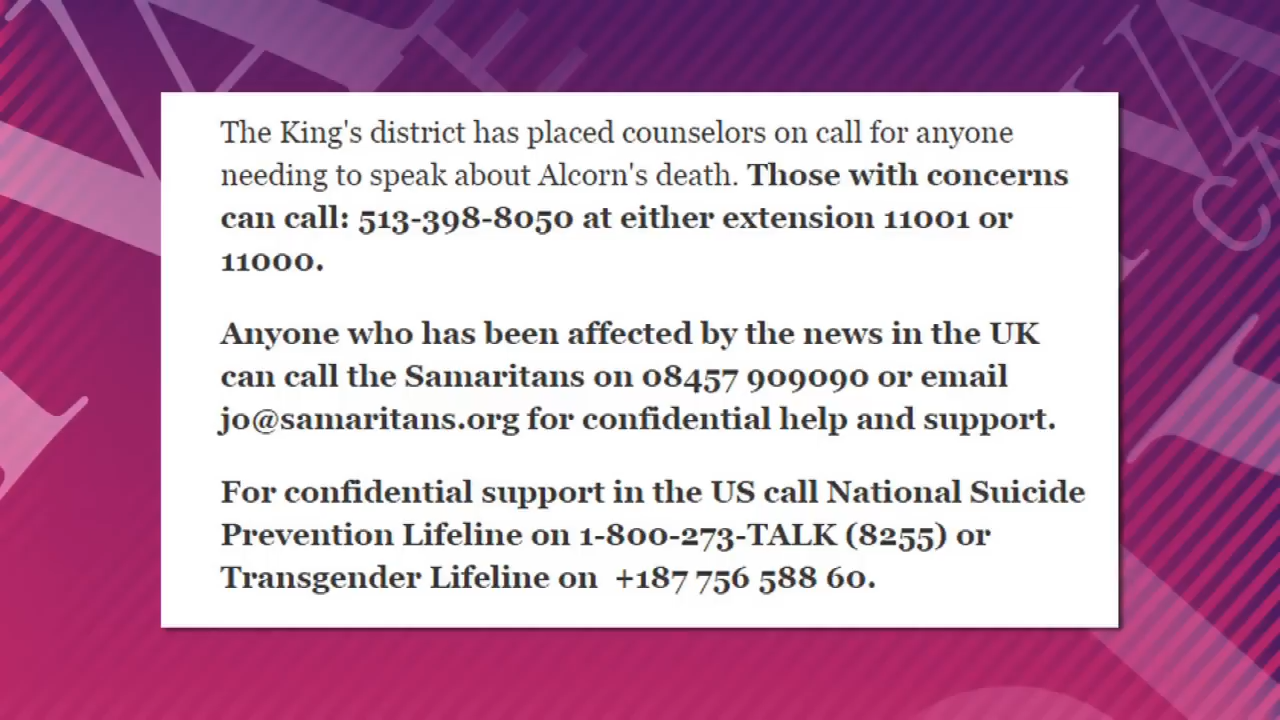 The King's district has placed counselors on call for anyone
needing to speak about Alcorn's death. Those with concerns
can call: 513-398-8050 at either extension 11001 or
11000.
Anyone who has been affected by the news in the UK
can call the Samaritans on 08457 909090 or email
jo@samaritans.org for confidential help and support.
For confidential support in the US call National Suicide
Prevention Lifeline on 1-800-273-TALK (8255) or
Transgender Lifeline on  +187 756 588 60.